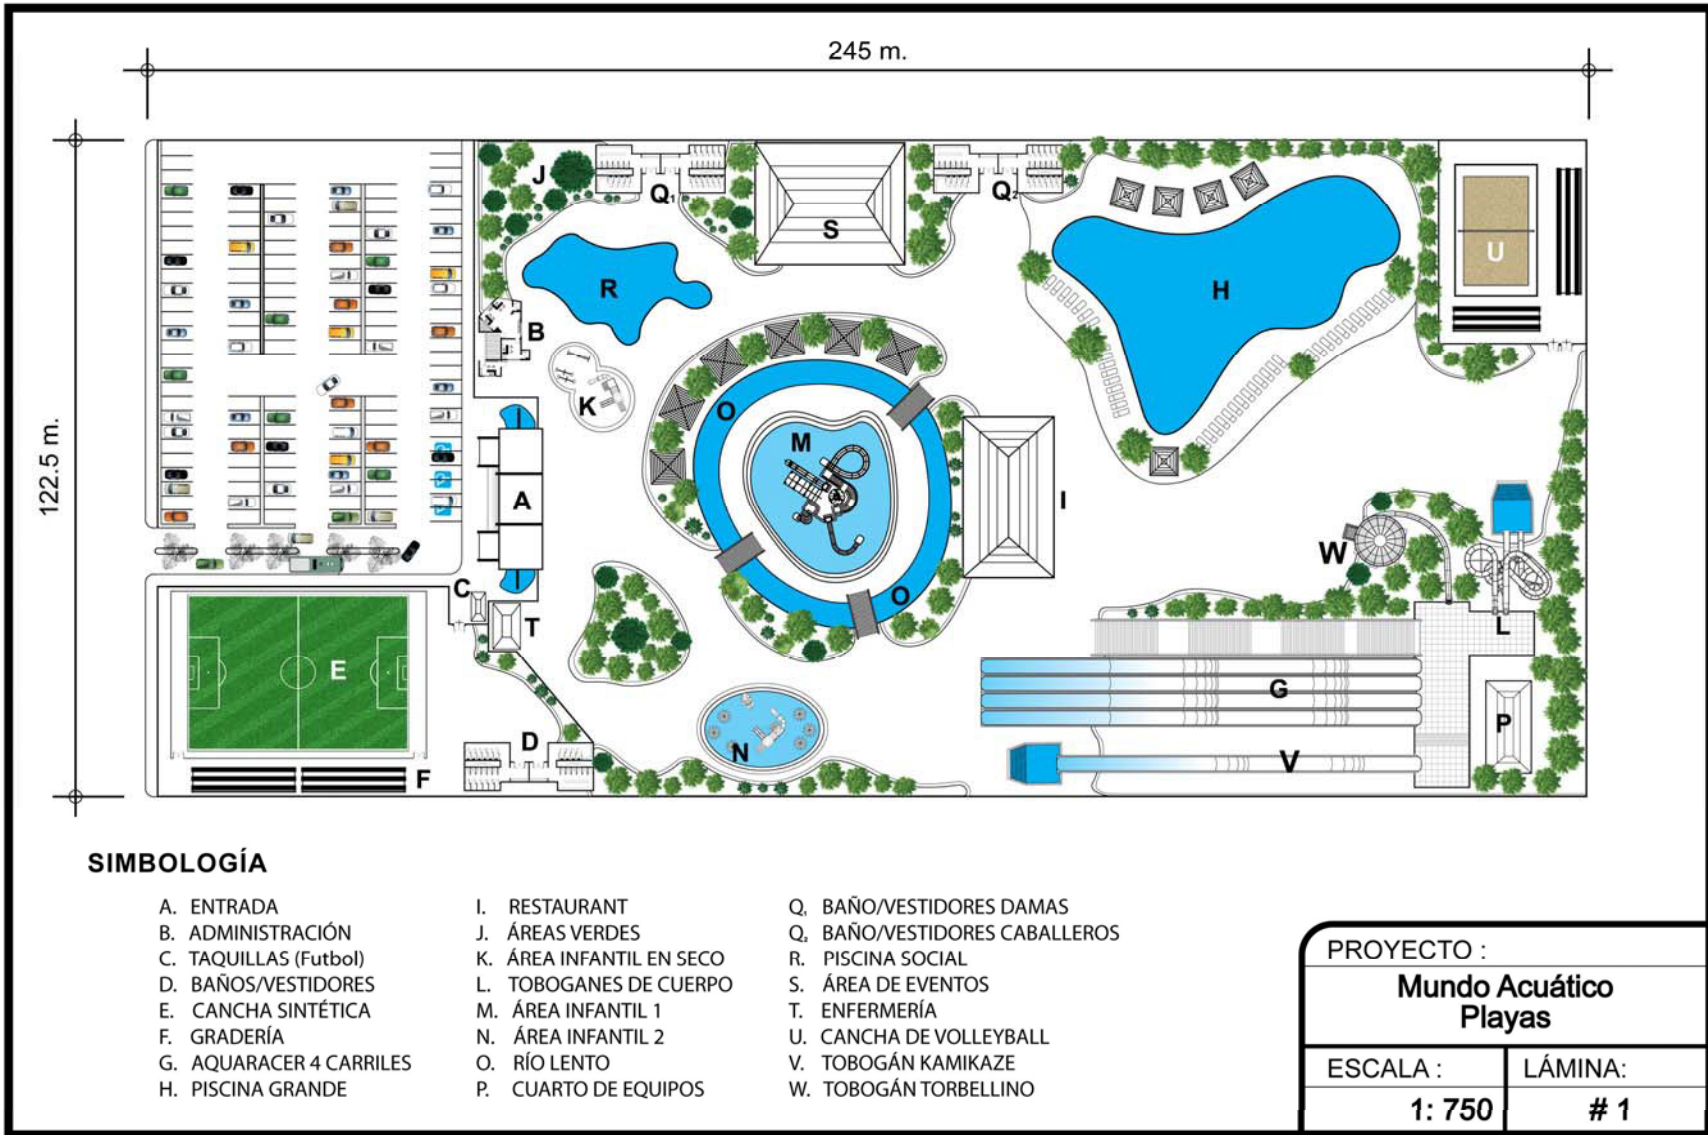 245 m.
122.5 m.
J
Q₁
S
Q₂
U
R
H
B
K
O
M
A
I
W
C
T
O
L
E
G
P
D
N
V
F
SIMBOLOGÍA
A. ENTRADA
B. ADMINISTRACIÓN
C. TAQUILLAS (Futbol)
D. BAÑOS/VESTIDORES
E. CANCHA SINTÉTICA
F. GRADERÍA
G. AQUARACER 4 CARRILES
H. PISCINA GRANDE
I. RESTAURANT
J. ÁREAS VERDES
K. ÁREA INFANTIL EN SECO
L. TOBOGANES DE CUERPO
M. ÁREA INFANTIL 1
N. ÁREA INFANTIL 2
O. RÍO LENTO
P. CUARTO DE EQUIPOS
Q₁ BAÑO/VESTIDORES DAMAS
Q₂ BAÑO/VESTIDORES CABALLEROS
R. PISCINA SOCIAL
S. ÁREA DE EVENTOS
T. ENFERMERÍA
U. CANCHA DE VOLLEYBALL
V. TOBOGÁN KAMIKAZE
W. TOBOGÁN TORBELLINO
PROYECTO :
Mundo Acuático
Playas
ESCALA :
1: 750
LÁMINA:
# 1